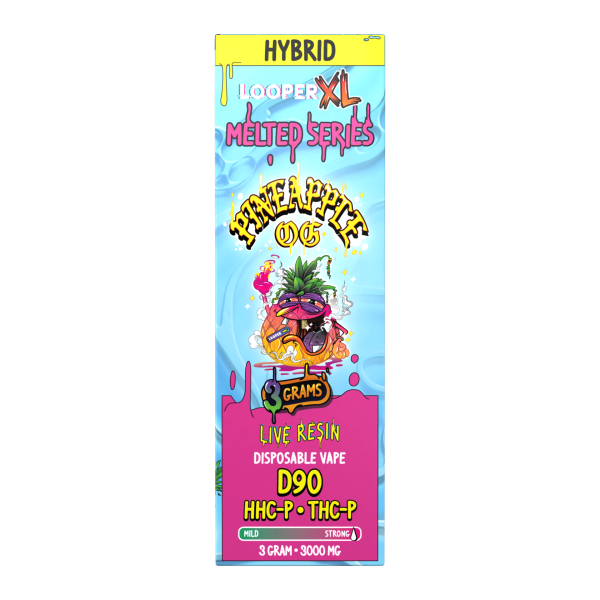 HYBRID
LOOPER XL
MELTED SERIES
PINEAPPLE
OG
3 GRAMS
LIVE RESIN
DISPOSABLE VAPE
D90
HHC-P • THC-P
MILD STRONG
3 GRAM • 3000 MG